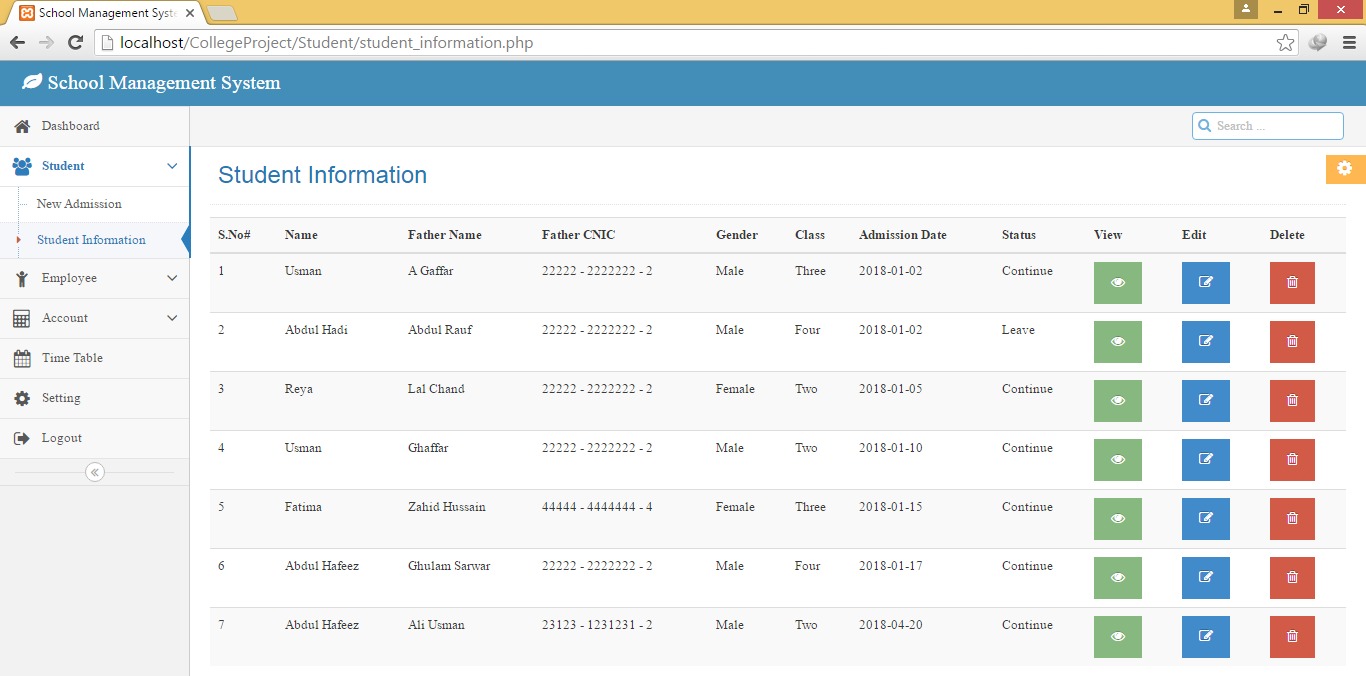 School Management Syst
localhost/CollegeProject/Student/student_information.php
School Management System
Dashboard
Search ...
Student
New Admission
Student Information
Employee
Account
Time Table
Setting
Logout
Student Information
S.No# Name Father Name Father CNIC Gender Class Admission Date Status View Edit Delete
1 Usman A Gaffar 22222 - 2222222 - 2 Male Three 2018-01-02 Continue
2 Abdul Hadi Abdul Rauf 22222 - 2222222 - 2 Male Four 2018-01-02 Leave
3 Reya Lal Chand 22222 - 2222222 - 2 Female Two 2018-01-05 Continue
4 Usman Ghaffar 22222 - 2222222 - 2 Male Two 2018-01-10 Continue
5 Fatima Zahid Hussain 44444 - 4444444 - 4 Female Three 2018-01-15 Continue
6 Abdul Hafeez Ghulam Sarwar 22222 - 2222222 - 2 Male Four 2018-01-17 Continue
7 Abdul Hafeez Ali Usman 23123 - 1231231 - 2 Male Two 2018-04-20 Continue